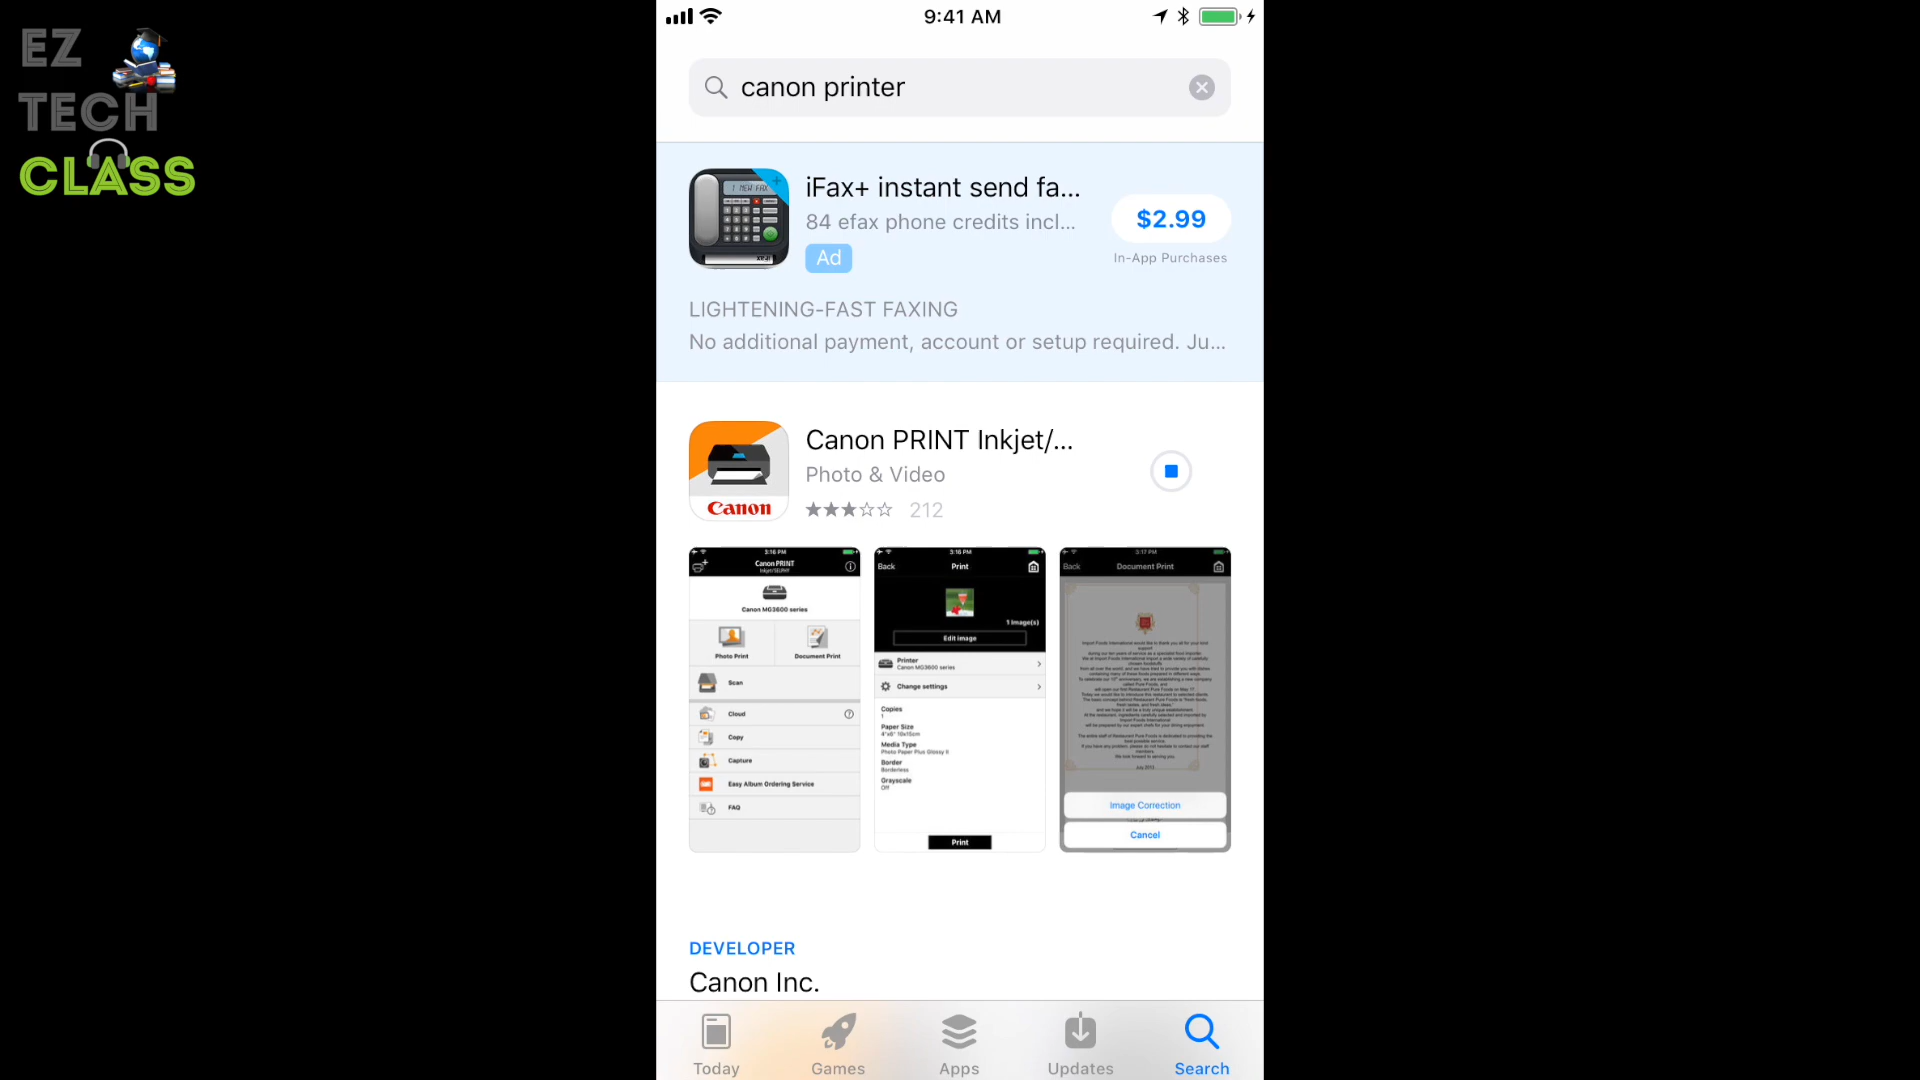 EZ
TECH
CLASS
9:41 AM
canon printer
1 NEW FAX
iFax+ instant send fa...
84 efax phone credits incl...
Ad
$2.99
In-App Purchases
LIGHTENING-FAST FAXING
No additional payment, account or setup required. Ju...
Canon
Canon PRINT Inkjet/...
Photo & Video
212
3:16 PM
Canon PRINT
Inkjet/SELPHY
Canon MG3600 series
Photo Print
Document Print
Scan
Cloud
Copy
Capture
Easy Album Ordering Service
FAQ
3:16 PM
Back
Print
1 Image(s)
Edit image
Printer
Canon MG3600 series
Change settings
Copies
1
Paper Size
4"x6" 10x15cm
Media Type
Photo Paper Plus Glossy II
Border
Borderless
Grayscale
Off
Print
3:17 PM
Back
Document Print
Image Correction
Cancel
DEVELOPER
Canon Inc.
Today
Games
Apps
Updates
Search